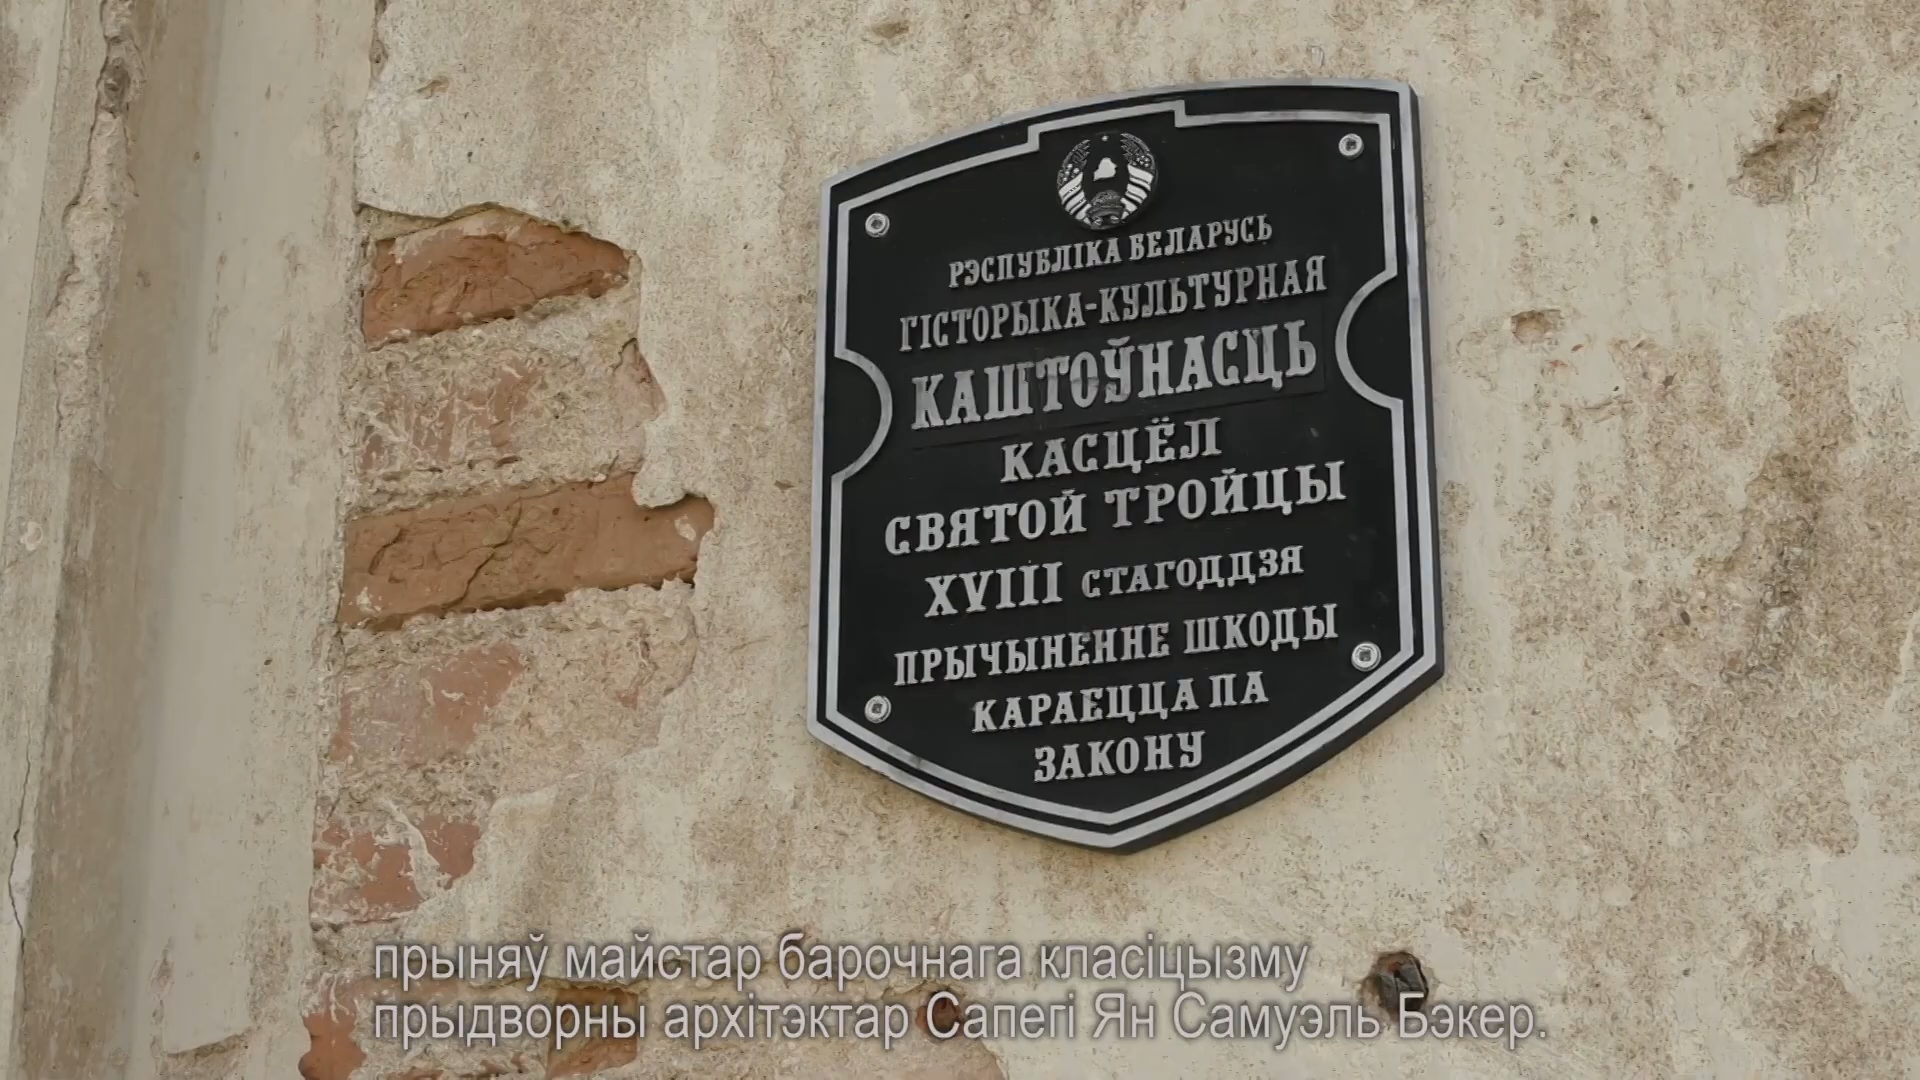 РЭСПУБЛІКА БЕЛАРУСЬ
ГІСТОРЫКА-КУЛЬТУРНАЯ
КАШТОЎНАСЦЬ
КАСЦЁЛ
СВЯТОЙ ТРОЙЦЫ
XVIII СТАГОДДЗЯ
ПРЫЧЫНЕННЕ ШКОДЫ
КАРАЕЦЦА ПА
ЗАКОНУ
прыняў майстар барочнага класіцызму
прыдворны архітэктар Сапегі Ян Самуэль Бэкер.